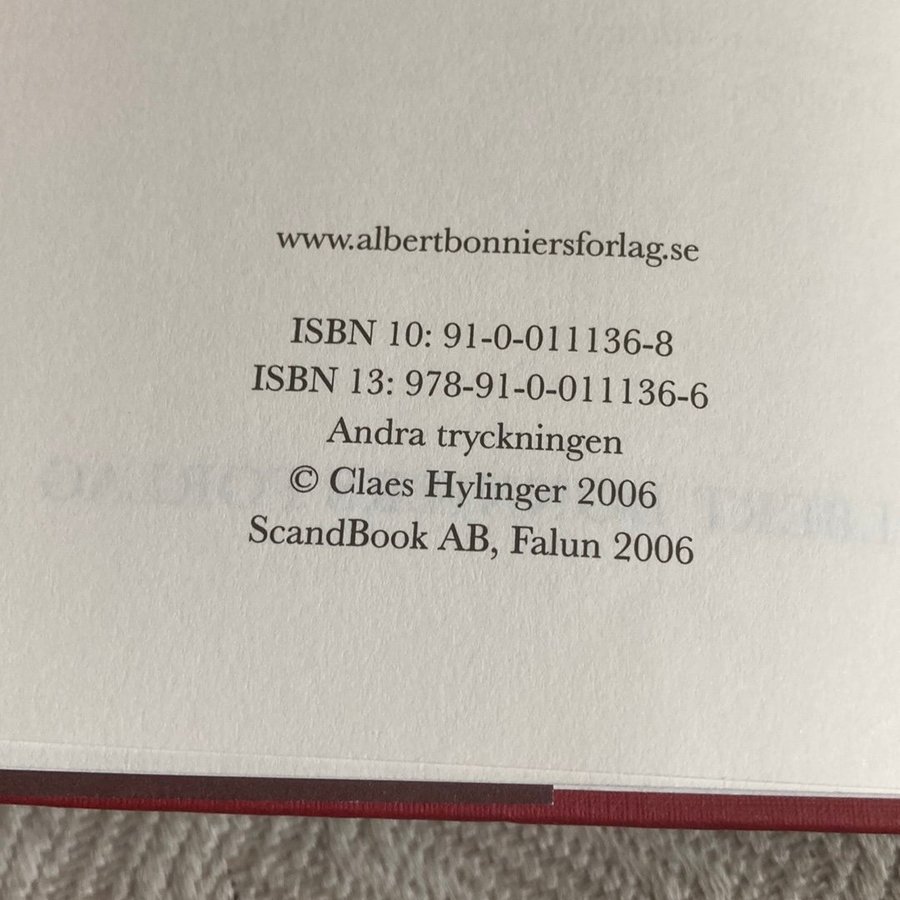 www.albertbonniersforlag.se
ISBN 10: 91-0-011136-8
ISBN 13: 978-91-0-011136-6
Andra tryckningen
© Claes Hylinger 2006
ScandBook AB, Falun 2006